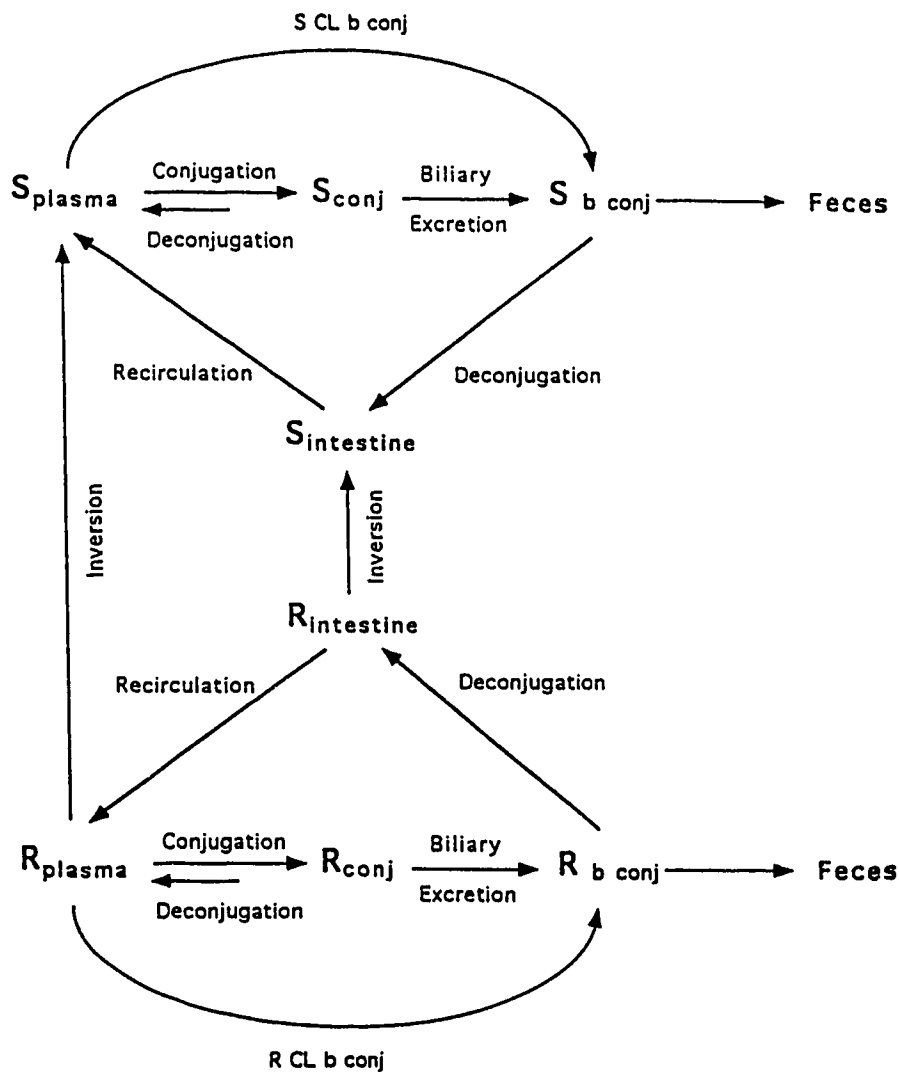 S CL b conj
S plasma
Conjugation
Deconjugation
S conj
Biliary
Excretion
S b conj
Feces
Recirculation
Deconjugation
S intestine
Inversion
Inversion
R intestine
Recirculation
Deconjugation
R plasma
Conjugation
Deconjugation
R conj
Biliary
Excretion
R b conj
Feces
R CL b conj